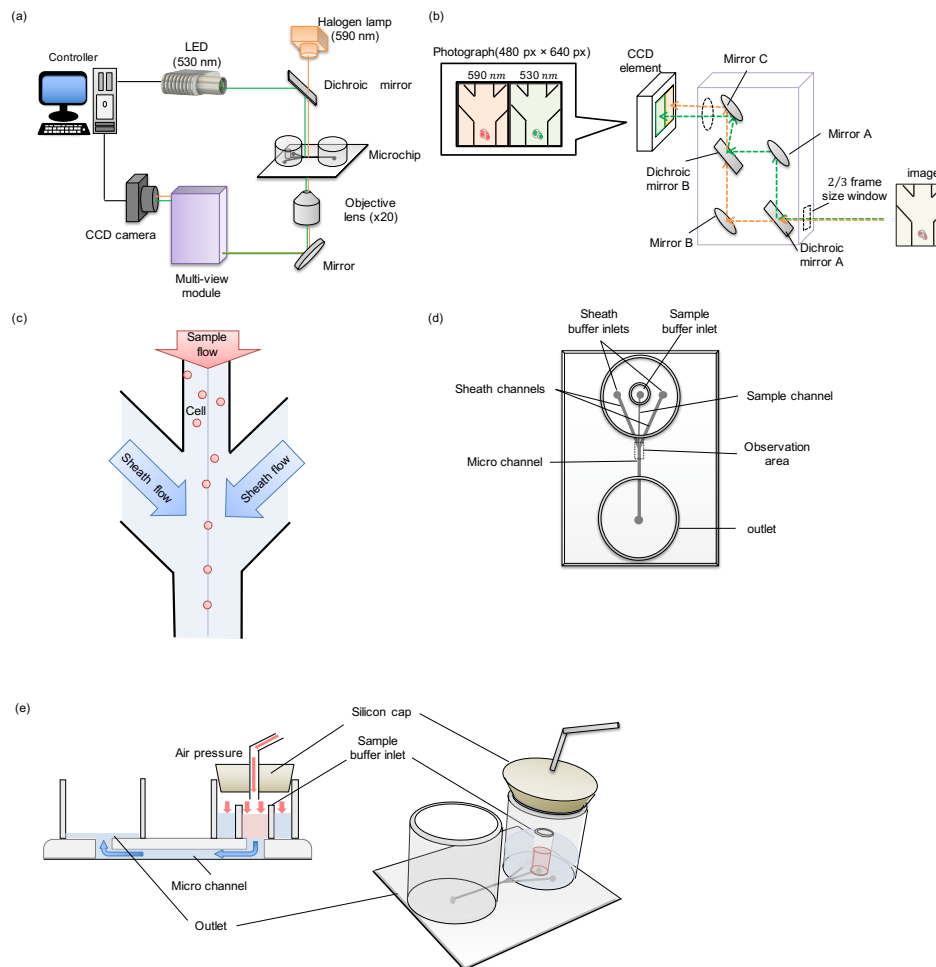 (a)
Controller
LED
(530 nm)
Halogen lamp
(590 nm)
Dichroic mirror
Microchip
Objective
lens (x20)
Mirror
CCD camera
Multi-view
module
(b)
Photograph(480 px × 640 px)
590 nm
530 nm
CCD
element
Mirror C
Mirror A
Dichroic
mirror B
2/3 frame
size window
image
Mirror B
Dichroic
mirror A
(c)
Sample
flow
Cell
Sheath flow
Sheath flow
(d)
Sheath
buffer inlets
Sample
buffer inlet
Sheath channels
Sample channel
Micro channel
Observation
area
outlet
(e)
Silicon cap
Air pressure
Sample
buffer inlet
Micro channel
Outlet